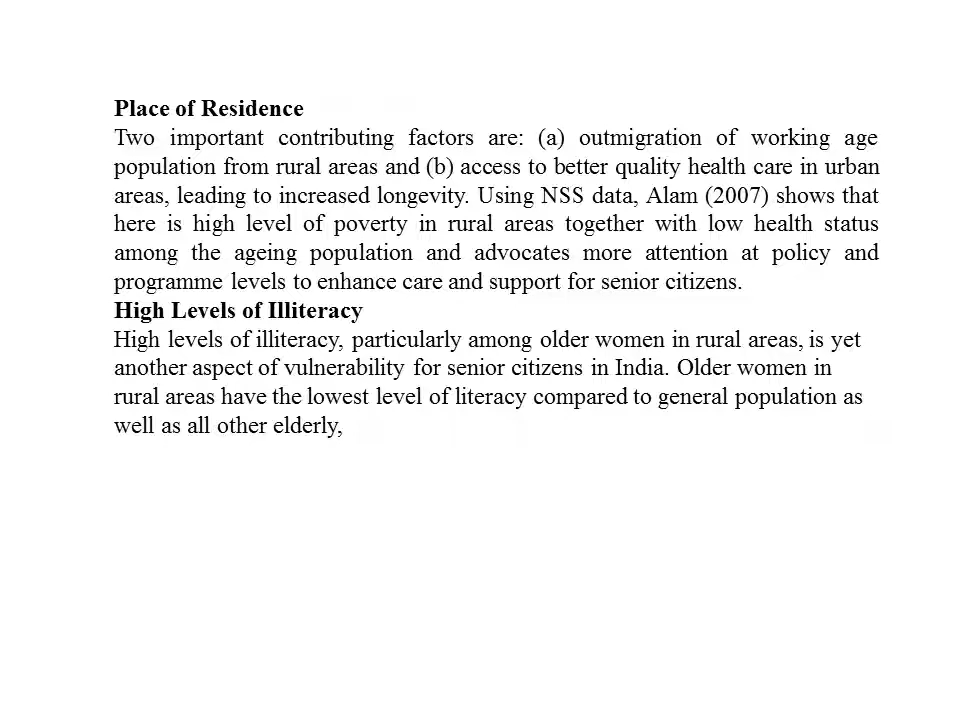 Place of Residence
Two important contributing factors are: (a) outmigration of working age
population from rural areas and (b) access to better quality health care in urban
areas, leading to increased longevity. Using NSS data, Alam (2007) shows that
here is high level of poverty in rural areas together with low health status
among the ageing population and advocates more attention at policy and
programme levels to enhance care and support for senior citizens.
High Levels of Illiteracy
High levels of illiteracy, particularly among older women in rural areas, is yet
another aspect of vulnerability for senior citizens in India. Older women in
rural areas have the lowest level of literacy compared to general population as
well as all other elderly,